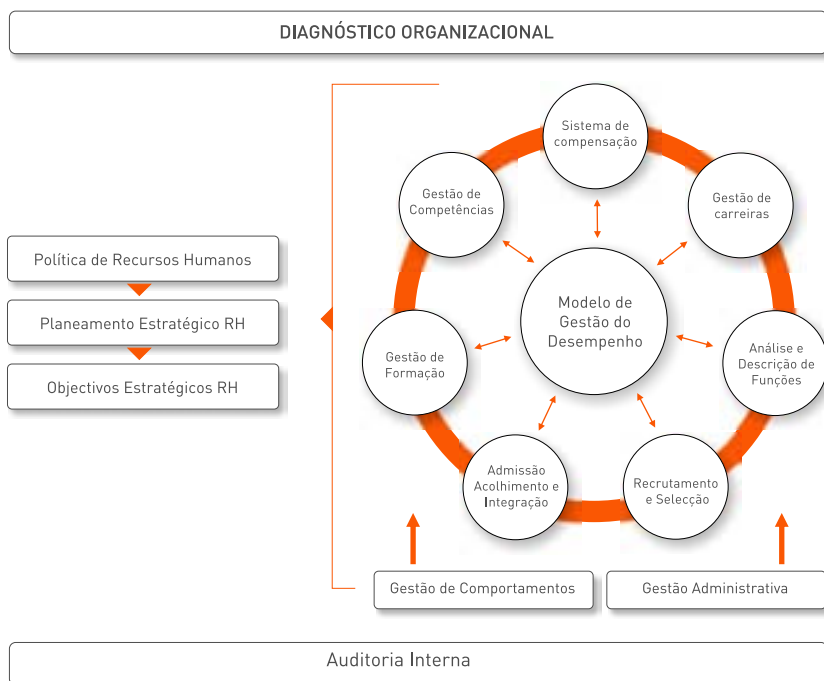 DIAGNÓSTICO ORGANIZACIONAL
Sistema de
compensação
Gestão de
Competências
Gestão de
carreiras
Política de Recursos Humanos
Planeamento Estratégico RH
Objectivos Estratégicos RH
Modelo de
Gestão do
Desempenho
Gestão de
Formação
Análise e
Descrição de
Funções
Admissão
Acolhimento e
Integração
Recrutamento
e Selecção
Gestão de Comportamentos
Gestão Administrativa
Auditoria Interna